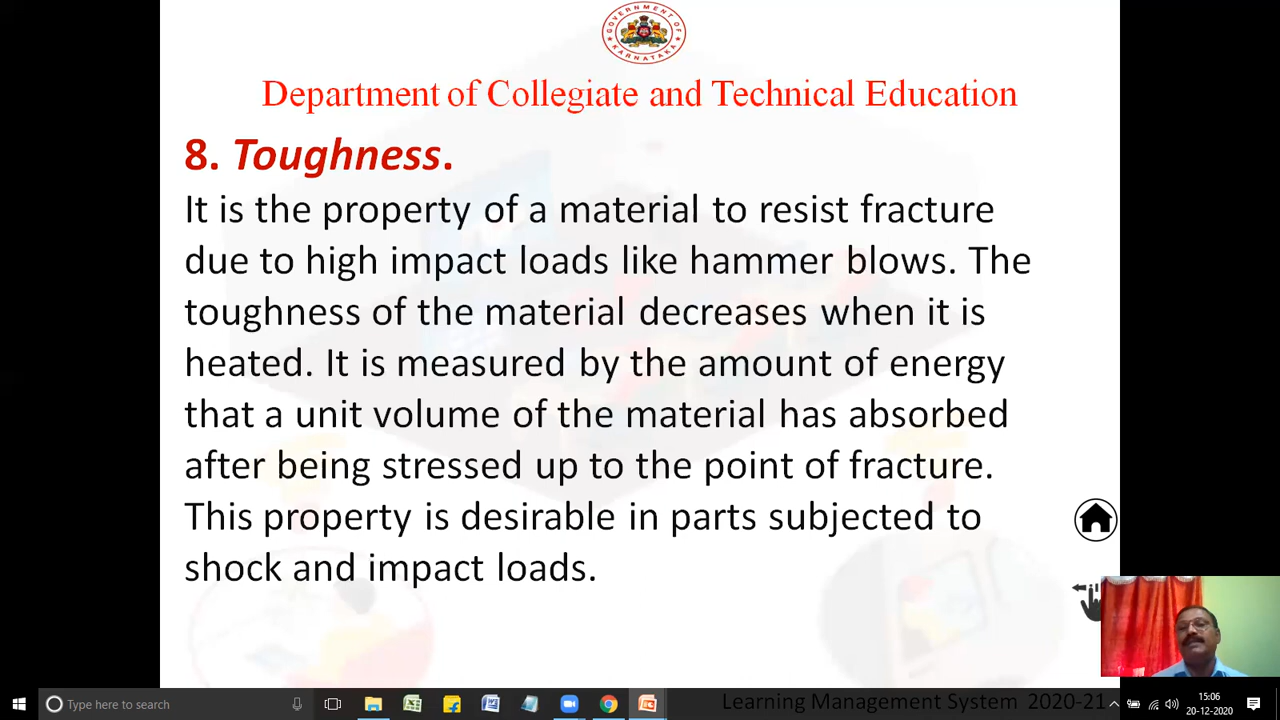 GOVERNMENT OF
KARNATAKA
Department of Collegiate and Technical Education
8. Toughness.
It is the property of a material to resist fracture
due to high impact loads like hammer blows. The
toughness of the material decreases when it is
heated. It is measured by the amount of energy
that a unit volume of the material has absorbed
after being stressed up to the point of fracture.
This property is desirable in parts subjected to
shock and impact loads.
Learning Management System 2020-21
Type here to search
15:06
20-12-2020